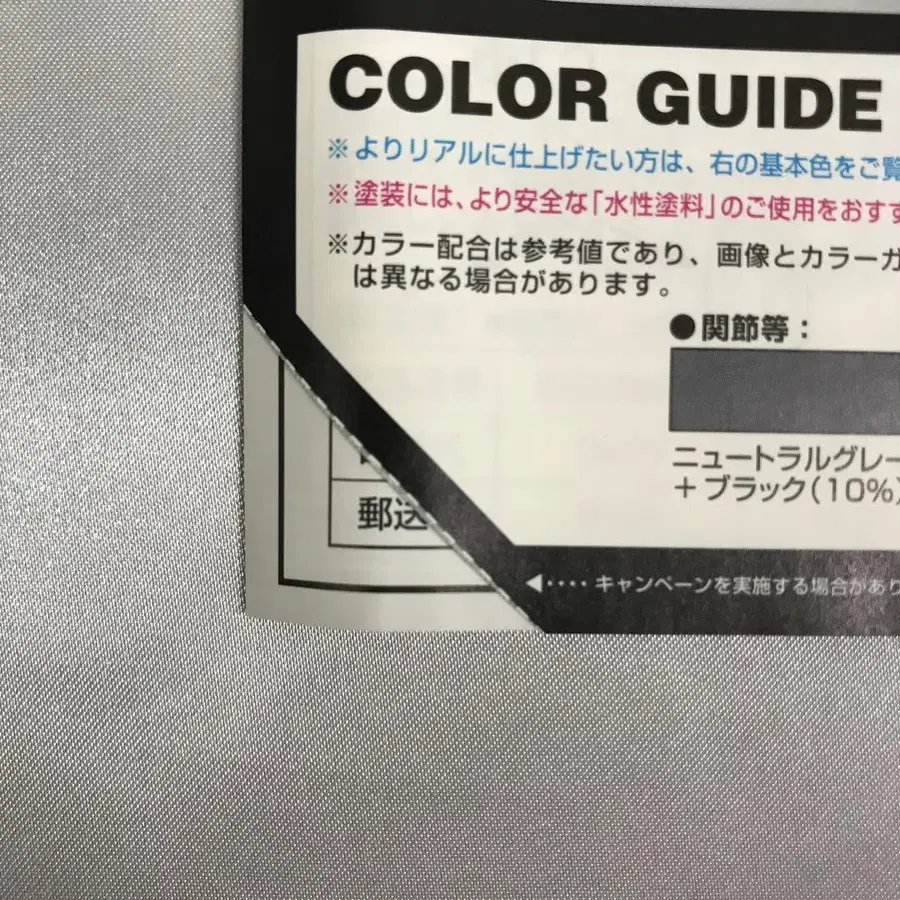 COLOR GUIDE
※よりリアルに仕上げたい方は、右の基本色をご覧
※塗装には、より安全な「水性塗料」のご使用をおすす
※カラー配合は参考値であり、画像とカラーガ
は異なる場合があります。
●関節等：
ニュートラルグレー
＋ブラック(10%)
郵送
◀････キャンペーンを実施する場合があり